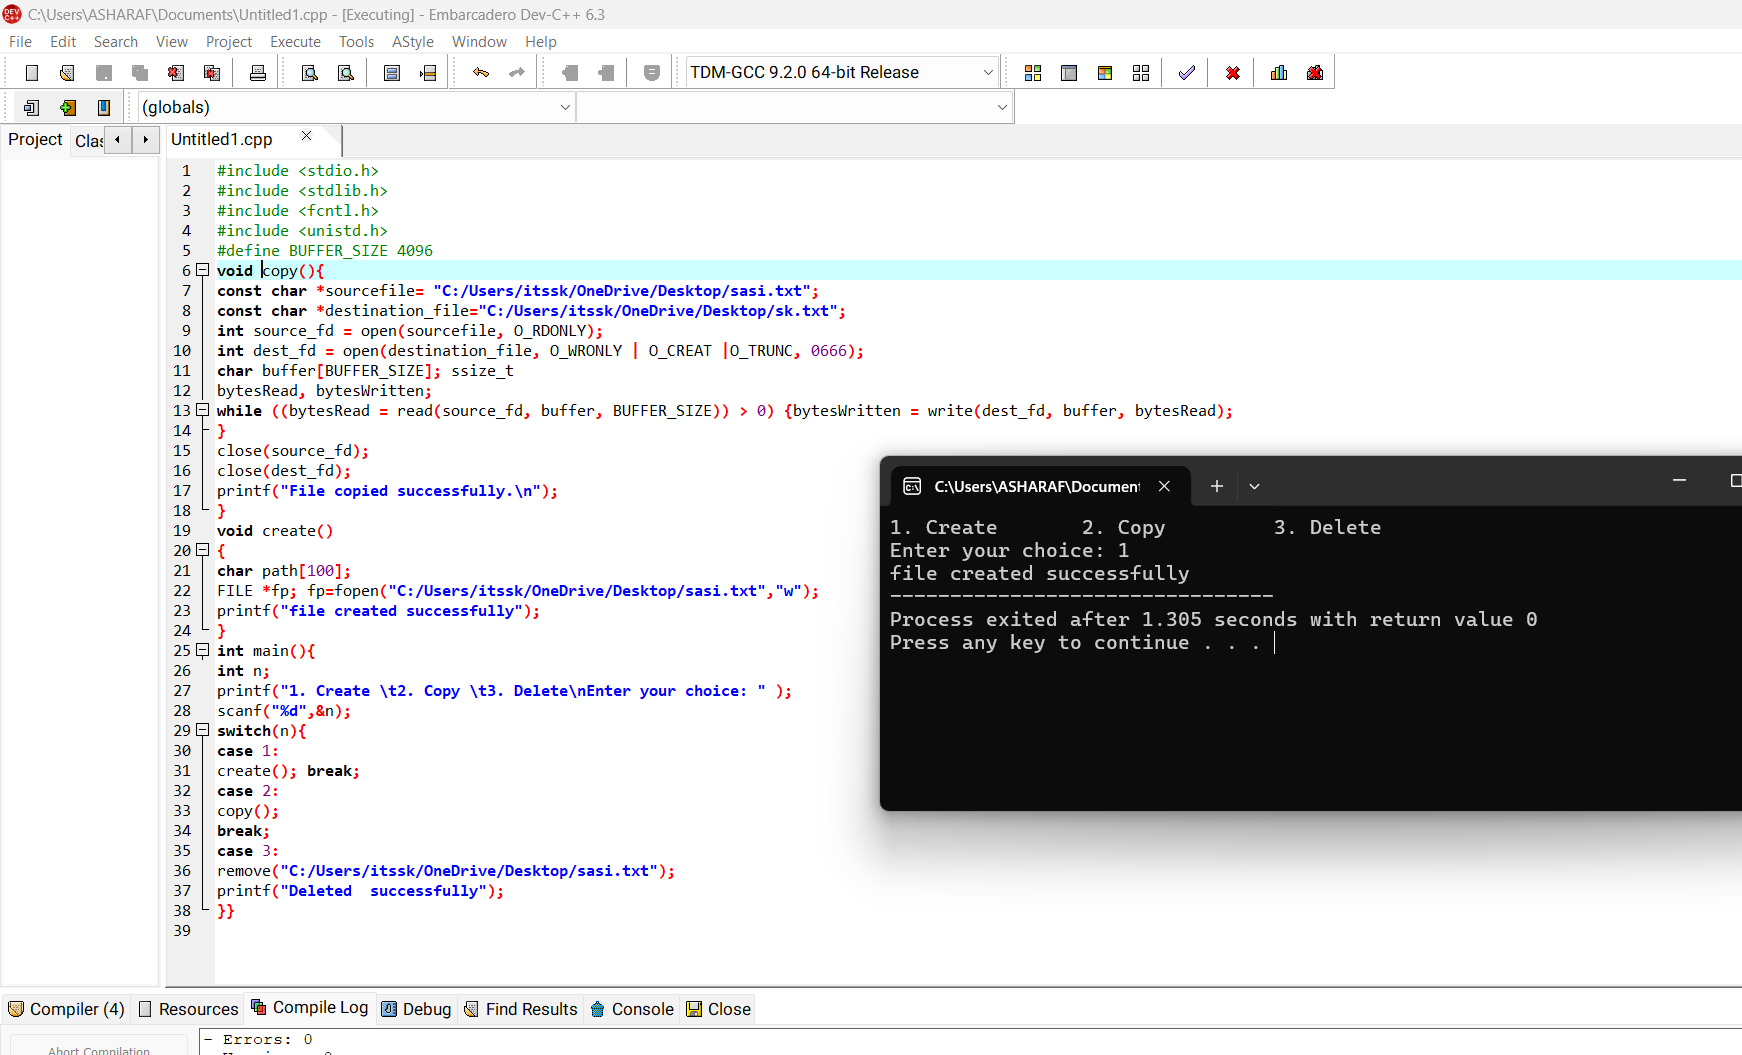 C:\Users\ASHARAF\Documents\Untitled1.cpp - [Executing] - Embarcadero Dev-C++ 6.3
File Edit Search View Project Execute Tools AStyle Window Help
TDM-GCC 9.2.0 64-bit Release
(globals)
Project Clas Untitled1.cpp
1 #include <stdio.h>
2 #include <stdlib.h>
3 #include <fcntl.h>
4 #include <unistd.h>
5 #define BUFFER_SIZE 4096
6 void copy(){
7 const char *sourcefile= "C:/Users/itssk/OneDrive/Desktop/sasi.txt";
8 const char *destination_file="C:/Users/itssk/OneDrive/Desktop/sk.txt";
9 int source_fd = open(sourcefile, O_RDONLY);
10 int dest_fd = open(destination_file, O_WRONLY | O_CREAT |O_TRUNC, 0666);
11 char buffer[BUFFER_SIZE]; ssize_t
12 bytesRead, bytesWritten;
13 while ((bytesRead = read(source_fd, buffer, BUFFER_SIZE)) > 0) {bytesWritten = write(dest_fd, buffer, bytesRead);
14 }
15 close(source_fd);
16 close(dest_fd);
17 printf("File copied successfully.\n");
18 }
19 void create()
20 {
21 char path[100];
22 FILE *fp; fp=fopen("C:/Users/itssk/OneDrive/Desktop/sasi.txt","w");
23 printf("file created successfully");
24 }
25 int main(){
26 int n;
27 printf("1. Create \t2. Copy \t3. Delete\nEnter your choice: " );
28 scanf("%d",&n);
29 switch(n){
30 case 1:
31 create(); break;
32 case 2:
33 copy();
34 break;
35 case 3:
36 remove("C:/Users/itssk/OneDrive/Desktop/sasi.txt");
37 printf("Deleted  successfully");
38 }}
39
C:\Users\ASHARAF\Document
1. Create 2. Copy 3. Delete
Enter your choice: 1
file created successfully
--------------------------------
Process exited after 1.305 seconds with return value 0
Press any key to continue . . .
Compiler (4) Resources Compile Log Debug Find Results Console Close
Abort Compilation
- Errors: 0